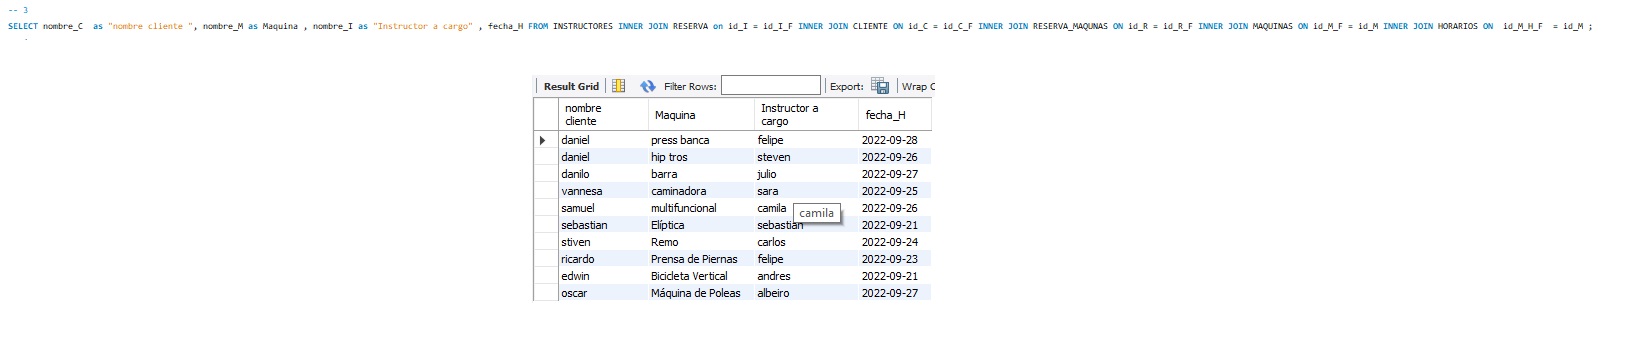 -- 3
SELECT nombre_C  as "nombre cliente ", nombre_M as Maquina , nombre_I as "Instructor a cargo" , fecha_H FROM INSTRUCTORES INNER JOIN RESERVA on id_I = id_I_F INNER JOIN CLIENTE ON id_C = id_C_F INNER JOIN RESERVA_MAQUNAS ON id_R = id_R_F INNER JOIN MAQUINAS ON id_M_F = id_M INNER JOIN HORARIOS ON  id_M_H_F  = id_M ;
Result Grid Filter Rows: Export: Wrap C
nombre cliente Maquina Instructor a cargo fecha_H
daniel press banca felipe 2022-09-28
daniel hip tros steven 2022-09-26
danilo barra julio 2022-09-27
vannesa caminadora sara 2022-09-25
samuel multifuncional camila 2022-09-26
camila
sebastian Elíptica sebastian 2022-09-21
stiven Remo carlos 2022-09-24
ricardo Prensa de Piernas felipe 2022-09-23
edwin Bicicleta Vertical andres 2022-09-21
oscar Máquina de Poleas albeiro 2022-09-27